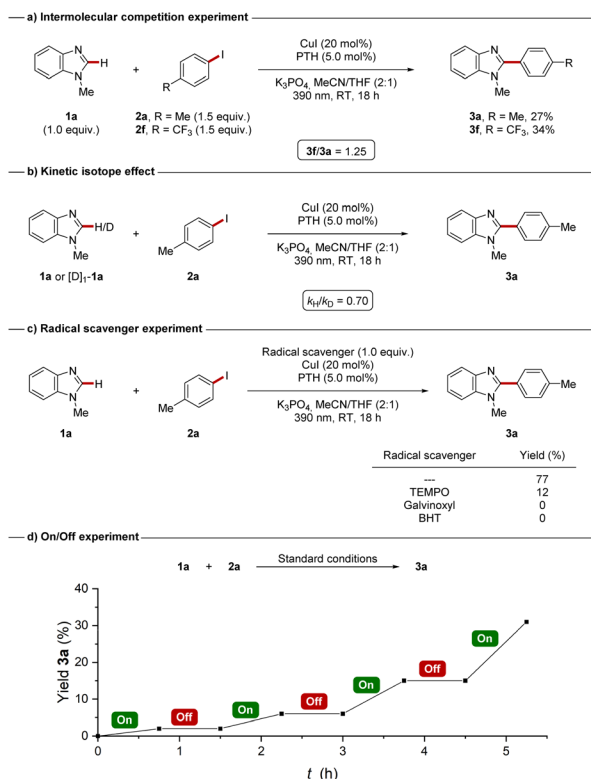 a) Intermolecular competition experiment
N
N
H
Me
1a
(1.0 equiv.)
+
I
R
2a, R = Me (1.5 equiv.)
2f, R = CF3 (1.5 equiv.)
CuI (20 mol%)
PTH (5.0 mol%)
K3PO4, MeCN/THF (2:1)
390 nm, RT, 18 h
N
N
R
Me
3a, R = Me, 27%
3f, R = CF3, 34%
3f/3a = 1.25
b) Kinetic isotope effect
N
N
H/D
Me
1a or [D]1-1a
+
I
Me
2a
CuI (20 mol%)
PTH (5.0 mol%)
K3PO4, MeCN/THF (2:1)
390 nm, RT, 18 h
N
N
Me
Me
3a
kH/kD = 0.70
c) Radical scavenger experiment
N
N
H
Me
1a
+
I
Me
2a
Radical scavenger (1.0 equiv.)
CuI (20 mol%)
PTH (5.0 mol%)
K3PO4, MeCN/THF (2:1)
390 nm, RT, 18 h
N
N
Me
Me
3a
Radical scavenger Yield (%)
--- 77
TEMPO 12
Galvinoxyl 0
BHT 0
d) On/Off experiment
1a + 2a Standard conditions 3a
Yield 3a (%)
40
30
20
10
0
On
Off
On
Off
On
Off
On
0 1 2 3 4 5
t (h)